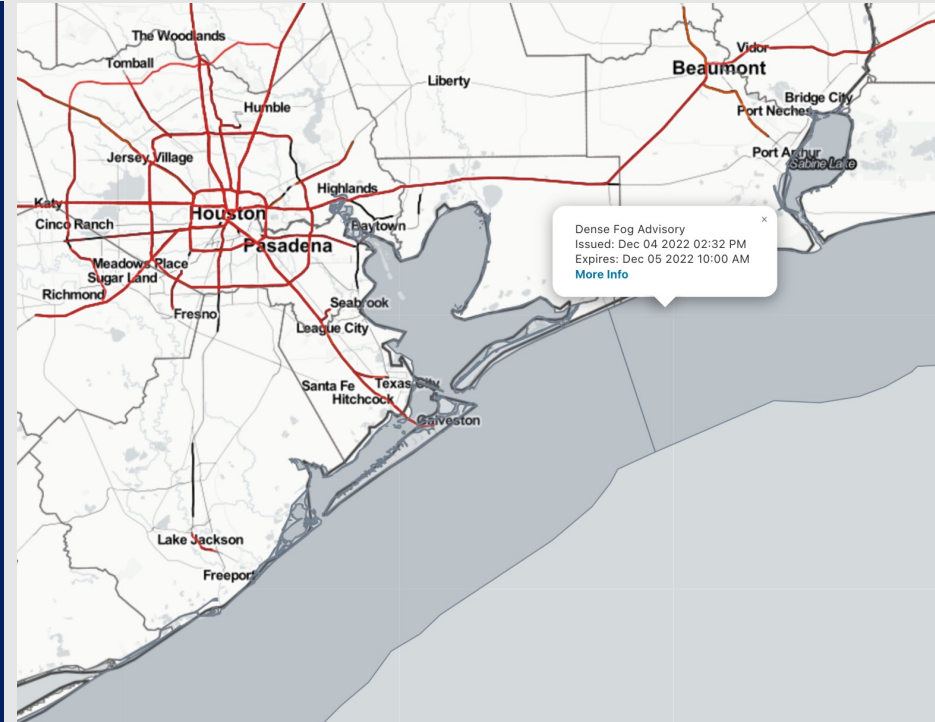 The Woodlands
Vidor
Tomball
Beaumont
Liberty
Bridge City
Humble
Port Neches
Port Arthur
Jersey Village
Sabine Lake
Highlands
Katy
Houston
Cinco Ranch
Baytown
Pasadena
Meadows Place
Sugar Land
Richmond
Seabrook
Fresno
League City
Dense Fog Advisory
Issued: Dec 04 2022 02:32 PM
Expires: Dec 05 2022 10:00 AM
More Info
×
Santa Fe
Texas City
Hitchcock
Galveston
Lake Jackson
Freeport